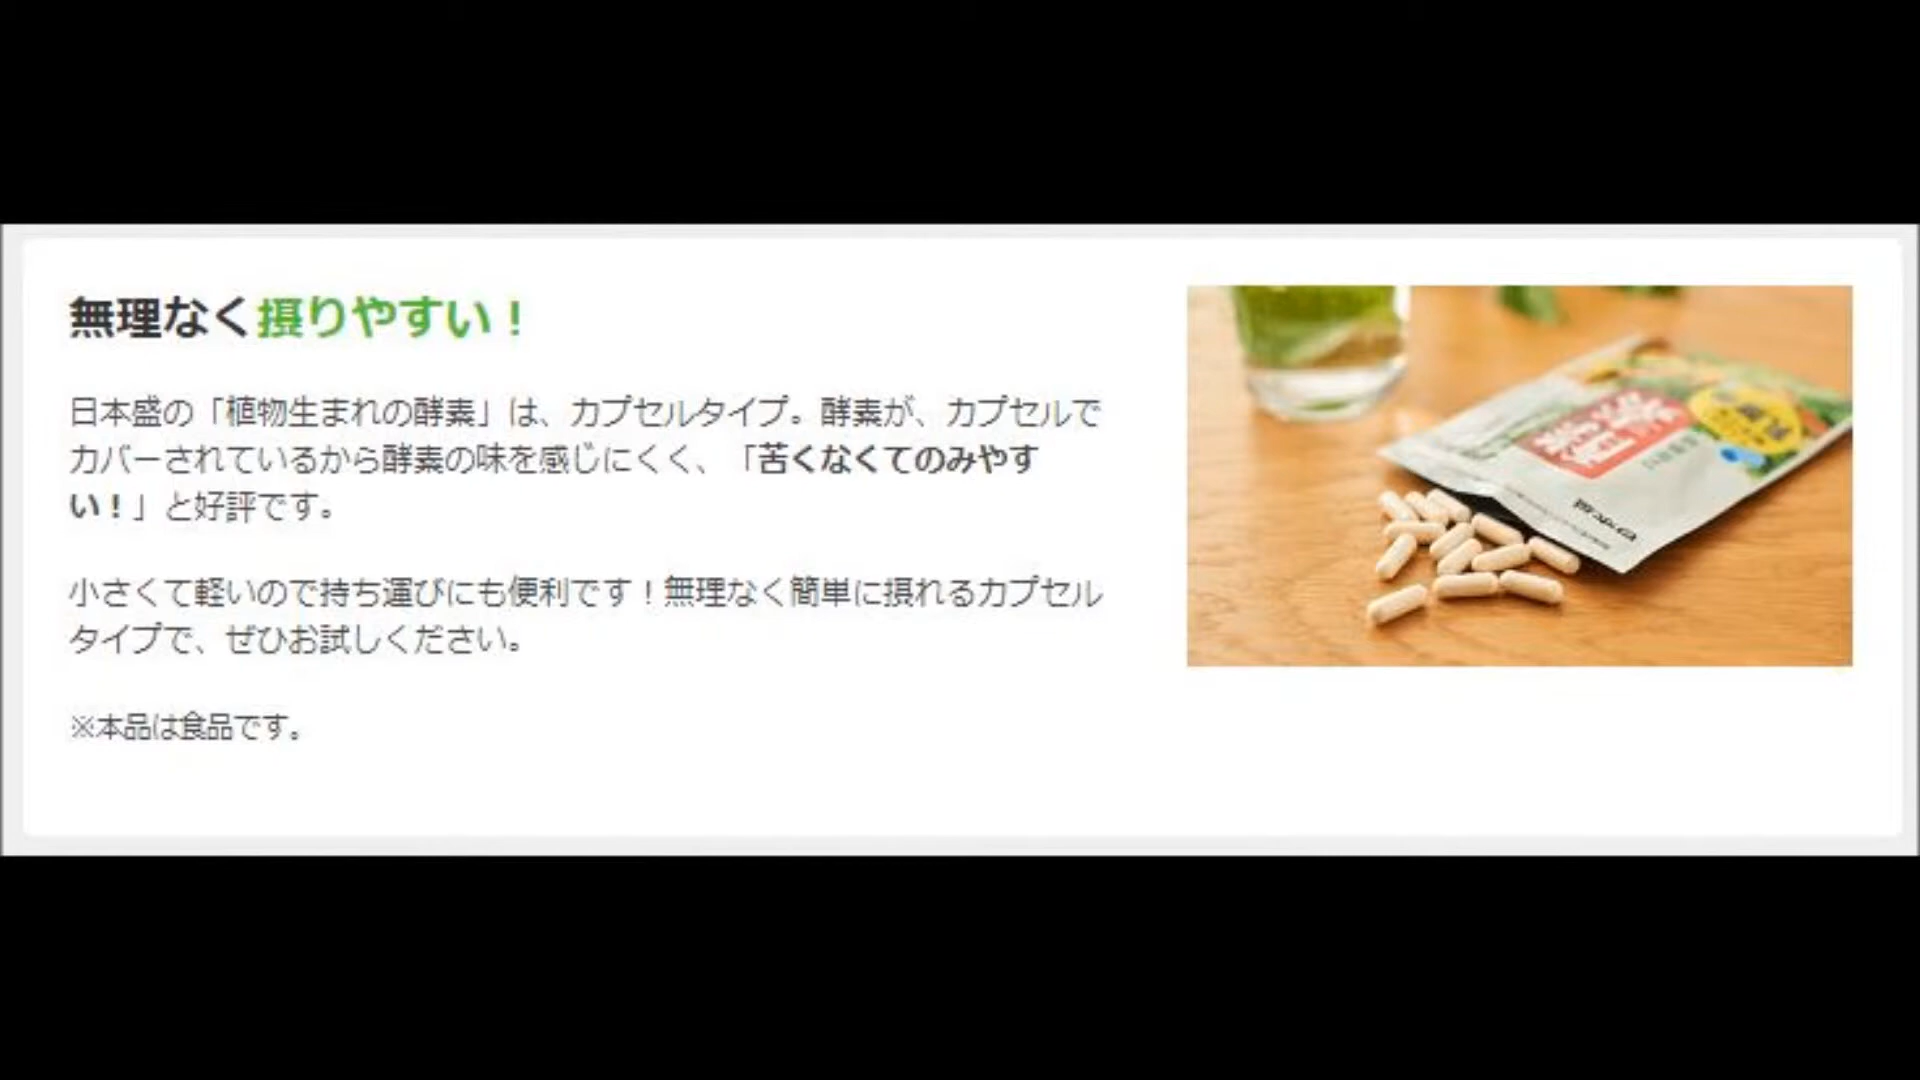 無理なく摂りやすい！
日本盛の「植物生まれの酵素」は、カプセルタイプ。酵素が、カプセルで
カバーされているから酵素の味を感じにくく、「苦くなくてのみやす
い！」と好評です。
小さくて軽いので持ち運びにも便利です！無理なく簡単に摂れるカプセル
タイプで、ぜひお試しください。
※本品は食品です。